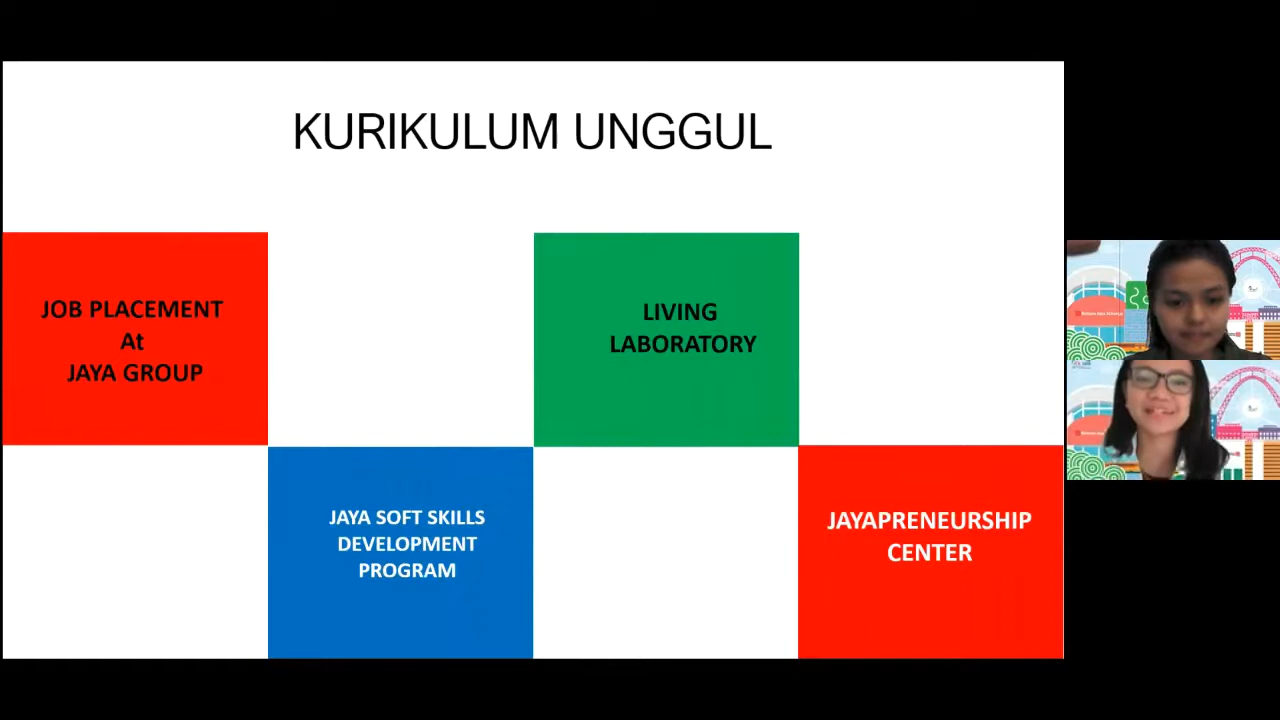 KURIKULUM UNGGUL
JOB PLACEMENT
At
JAYA GROUP
LIVING
LABORATORY
JAYA SOFT SKILLS
DEVELOPMENT
PROGRAM
JAYAPRENEURSHIP
CENTER